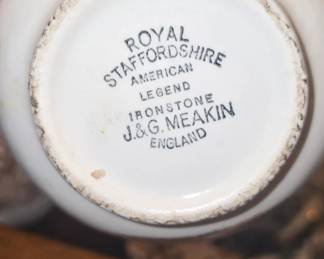 ROYAL
STAFFORDSHIRE
AMERICAN
LEGEND
IRONSTONE
J.&G. MEAKIN
ENGLAND